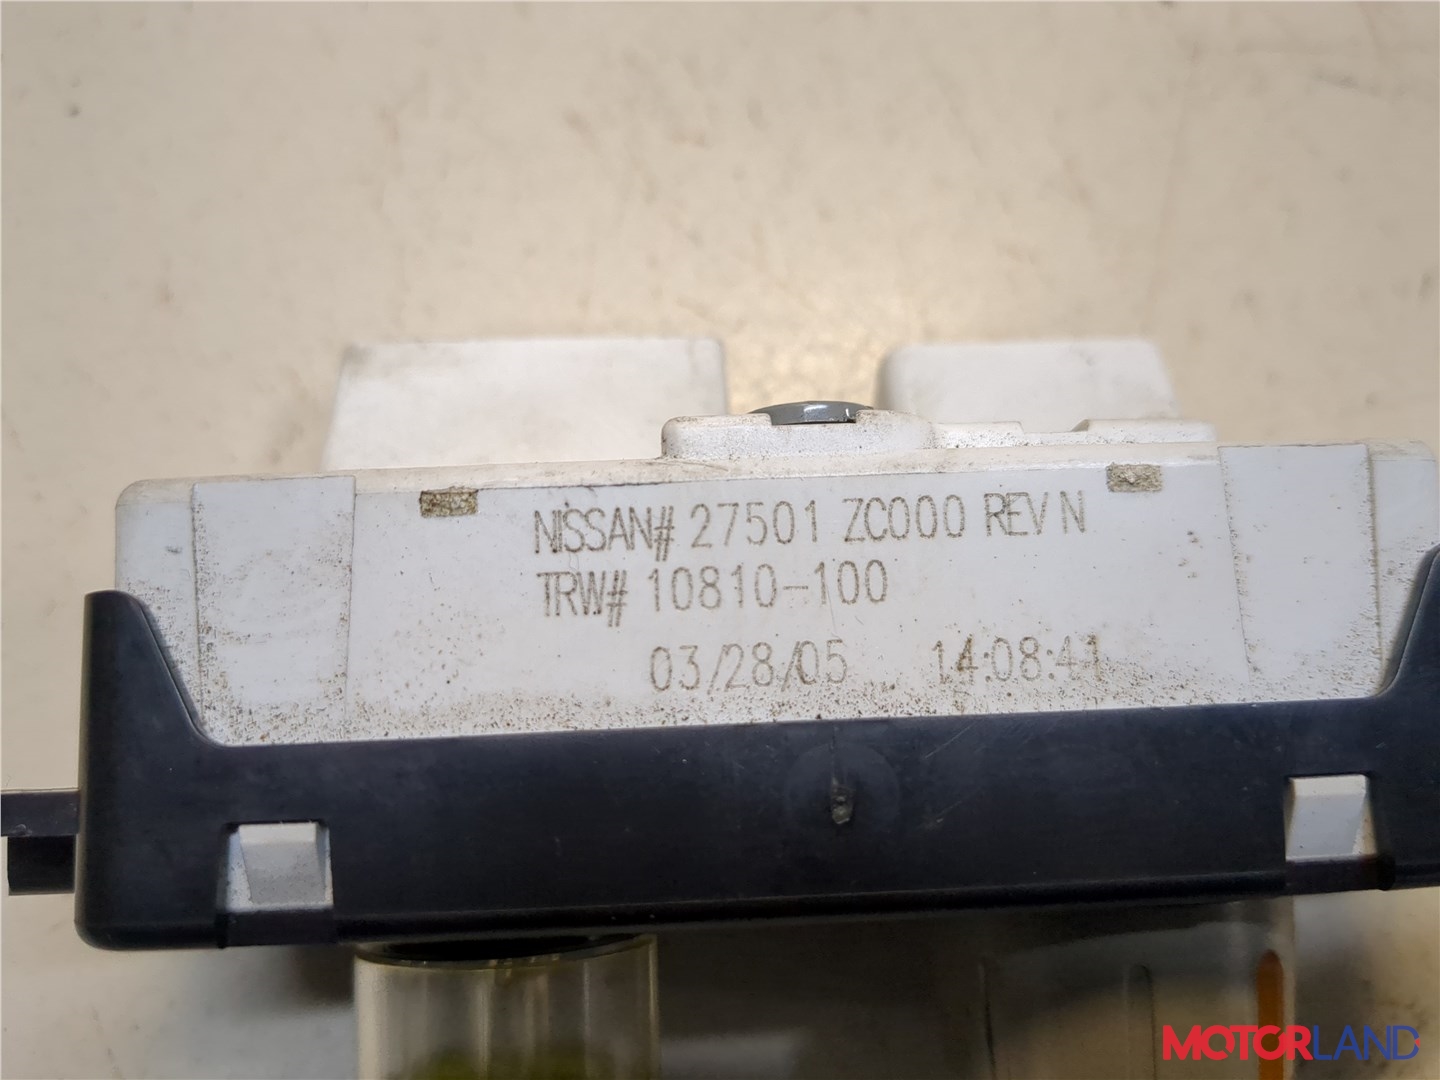 NISSAN# 27501 ZC000 REV N
TRW# 10810-100
03/28/05 14:08:41
MOTORLAND